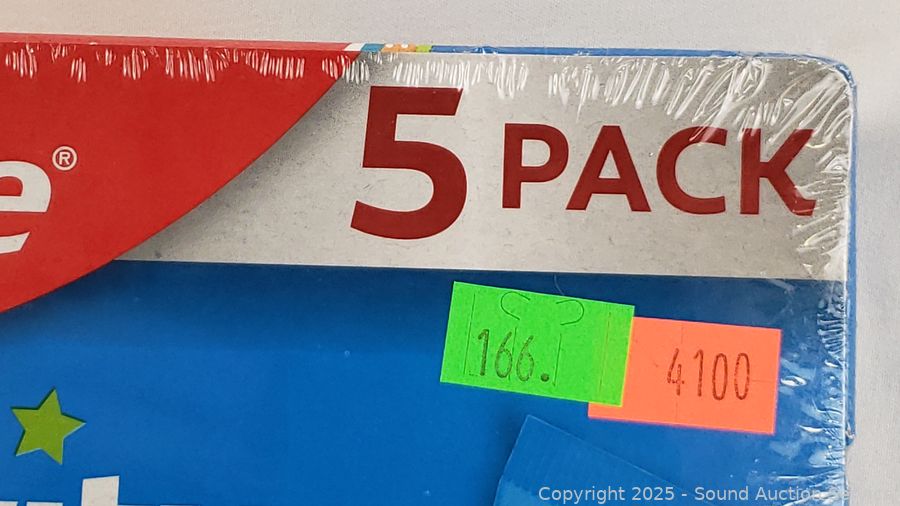 5 PACK
e®
166.
4100
Copyright 2025 - Sound Auction